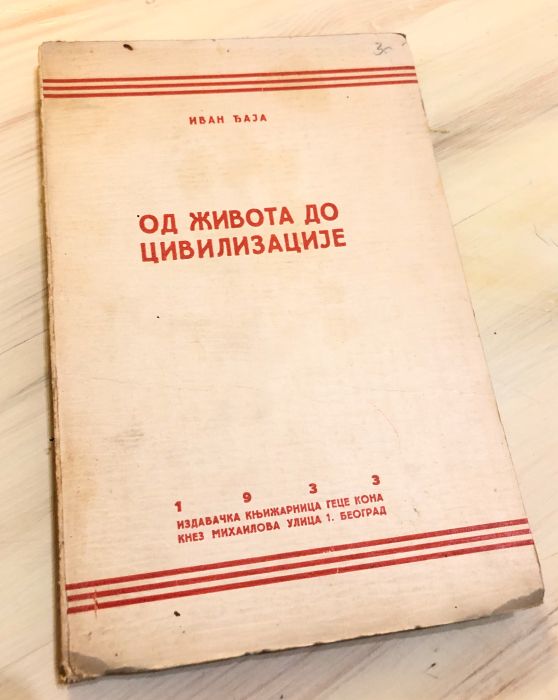 3.-
ИВАН ЂАЈА
ОД ЖИВОТА ДО
ЦИВИЛИЗАЦИЈЕ
1 9 3 3
ИЗДАВАЧКА КЊИЖАРНИЦА ГЕЦЕ КОНА
КНЕЗ МИХАИЛОВА УЛИЦА 1. БЕОГРАД